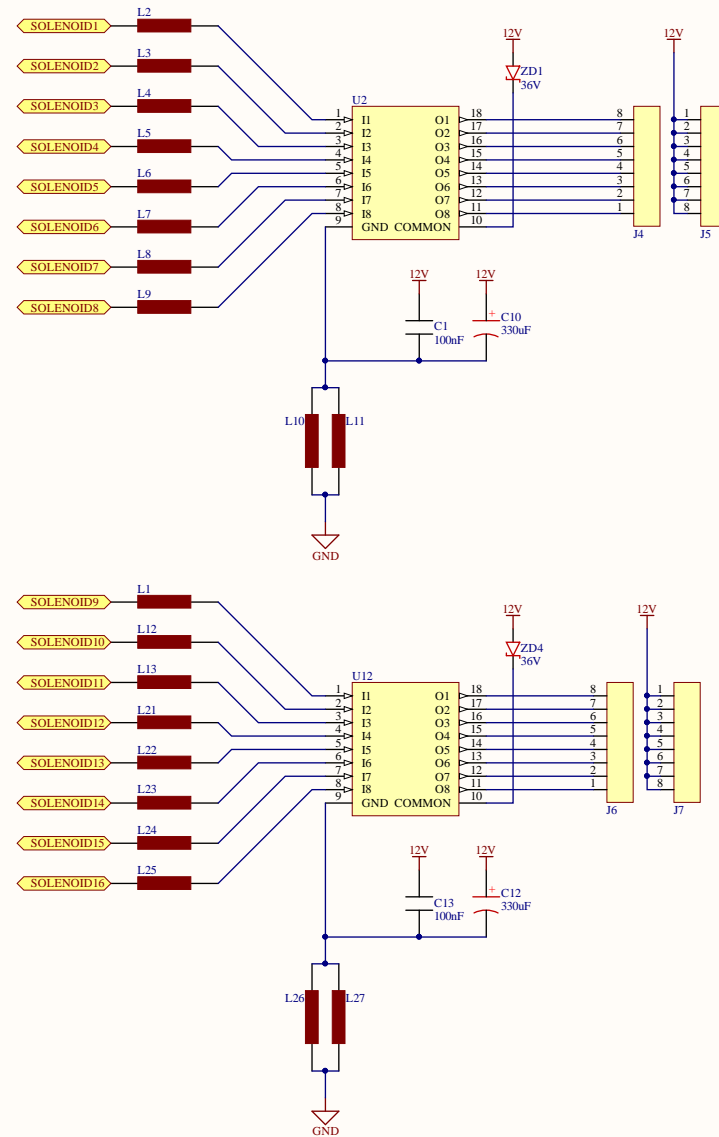 L2
SOLENOID1
L3
SOLENOID2
L4
SOLENOID3
L5
SOLENOID4
L6
SOLENOID5
L7
SOLENOID6
L8
SOLENOID7
L9
SOLENOID8
12V
ZD1
36V
12V
U2
1 I1 O1 18 8 1
2 I2 O2 17 7 2
3 I3 O3 16 6 3
4 I4 O4 15 5 4
5 I5 O5 14 4 5
6 I6 O6 13 3 6
7 I7 O7 12 2 7
8 I8 O8 11 1 8
9 GND COMMON 10
J4 J5
12V 12V
C1
100nF
+
C10
330uF
L10 L11
GND
L1
SOLENOID9
L12
SOLENOID10
L13
SOLENOID11
L21
SOLENOID12
L22
SOLENOID13
L23
SOLENOID14
L24
SOLENOID15
L25
SOLENOID16
12V
ZD4
36V
12V
U12
1 I1 O1 18 8 1
2 I2 O2 17 7 2
3 I3 O3 16 6 3
4 I4 O4 15 5 4
5 I5 O5 14 4 5
6 I6 O6 13 3 6
7 I7 O7 12 2 7
8 I8 O8 11 1 8
9 GND COMMON 10
J6 J7
12V 12V
C13
100nF
+
C12
330uF
L26 L27
GND